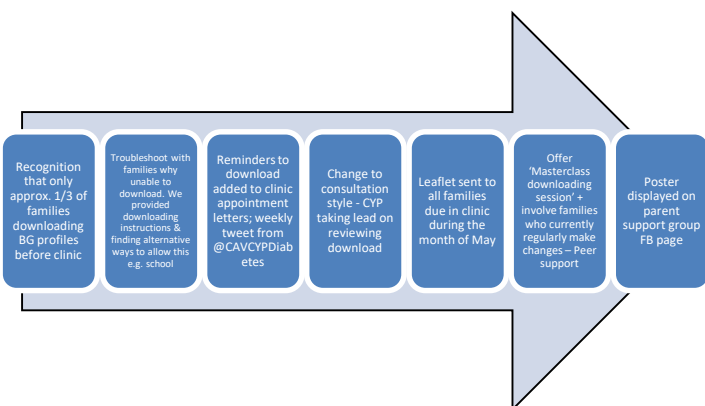 Recognition
that only
approx. 1/3 of
families
downloading
BG profiles
before clinic
Troubleshoot with
families why
unable to
download. We
provided
downloading
instructions &
finding alternative
ways to allow this
e.g. school
Reminders to
download
added to clinic
appointment
letters; weekly
tweet from
@CAVCYPDiab
etes
Change to
consultation
style - CYP
taking lead on
reviewing
download
Leaflet sent to
all families
due in clinic
during the
month of May
Offer
‘Masterclass
downloading
session’ +
involve families
who currently
regularly make
changes – Peer
support
Poster
displayed on
parent
support group
FB page